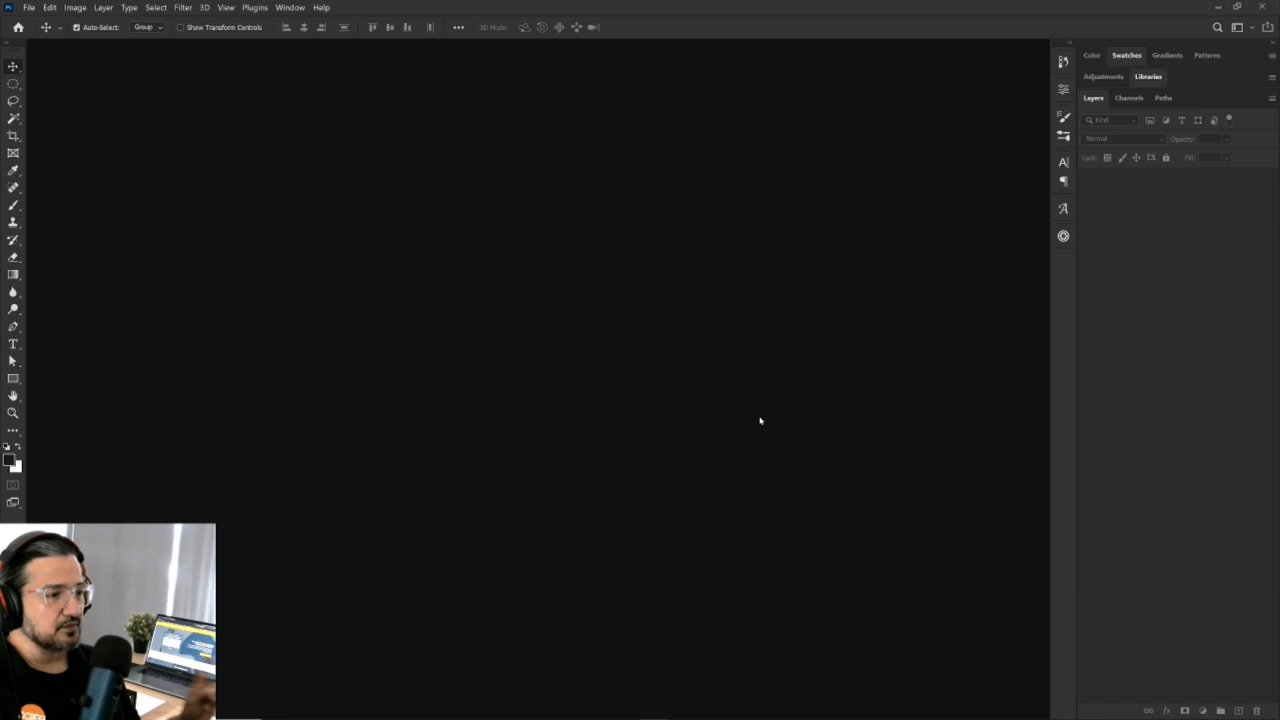 Ps File Edit Image Layer Type Select Filter 3D View Plugins Window Help
Auto-Select: Group Show Transform Controls 3D Mode:
Color Swatches Gradients Patterns
Adjustments Libraries
Layers Channels Paths
Kind
Normal Opacity:
Lock: Fill: